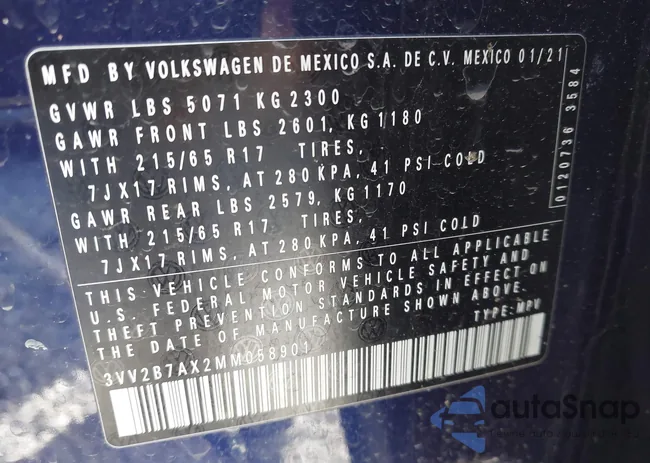 MFD BY VOLKSWAGEN DE MEXICO S.A. DE C.V. MEXICO 01/21
GVWR LBS 5071 KG 2300
GAWR FRONT LBS 2601, KG 1180
WITH 215/65 R17 TIRES,
7JX17 RIMS, AT 280 KPA, 41 PSI COLD
GAWR REAR LBS 2579, KG 1170
WITH 215/65 R17 TIRES,
7JX17 RIMS, AT 280 KPA, 41 PSI COLD
THIS VEHICLE CONFORMS TO ALL APPLICABLE
U.S. FEDERAL MOTOR VEHICLE SAFETY AND
THEFT PREVENTION STANDARDS IN EFFECT ON
THE DATE OF MANUFACTURE SHOWN ABOVE.
3VV2B7AX2MM058901 TYPE: MPV
0120736 3584
autoSnap